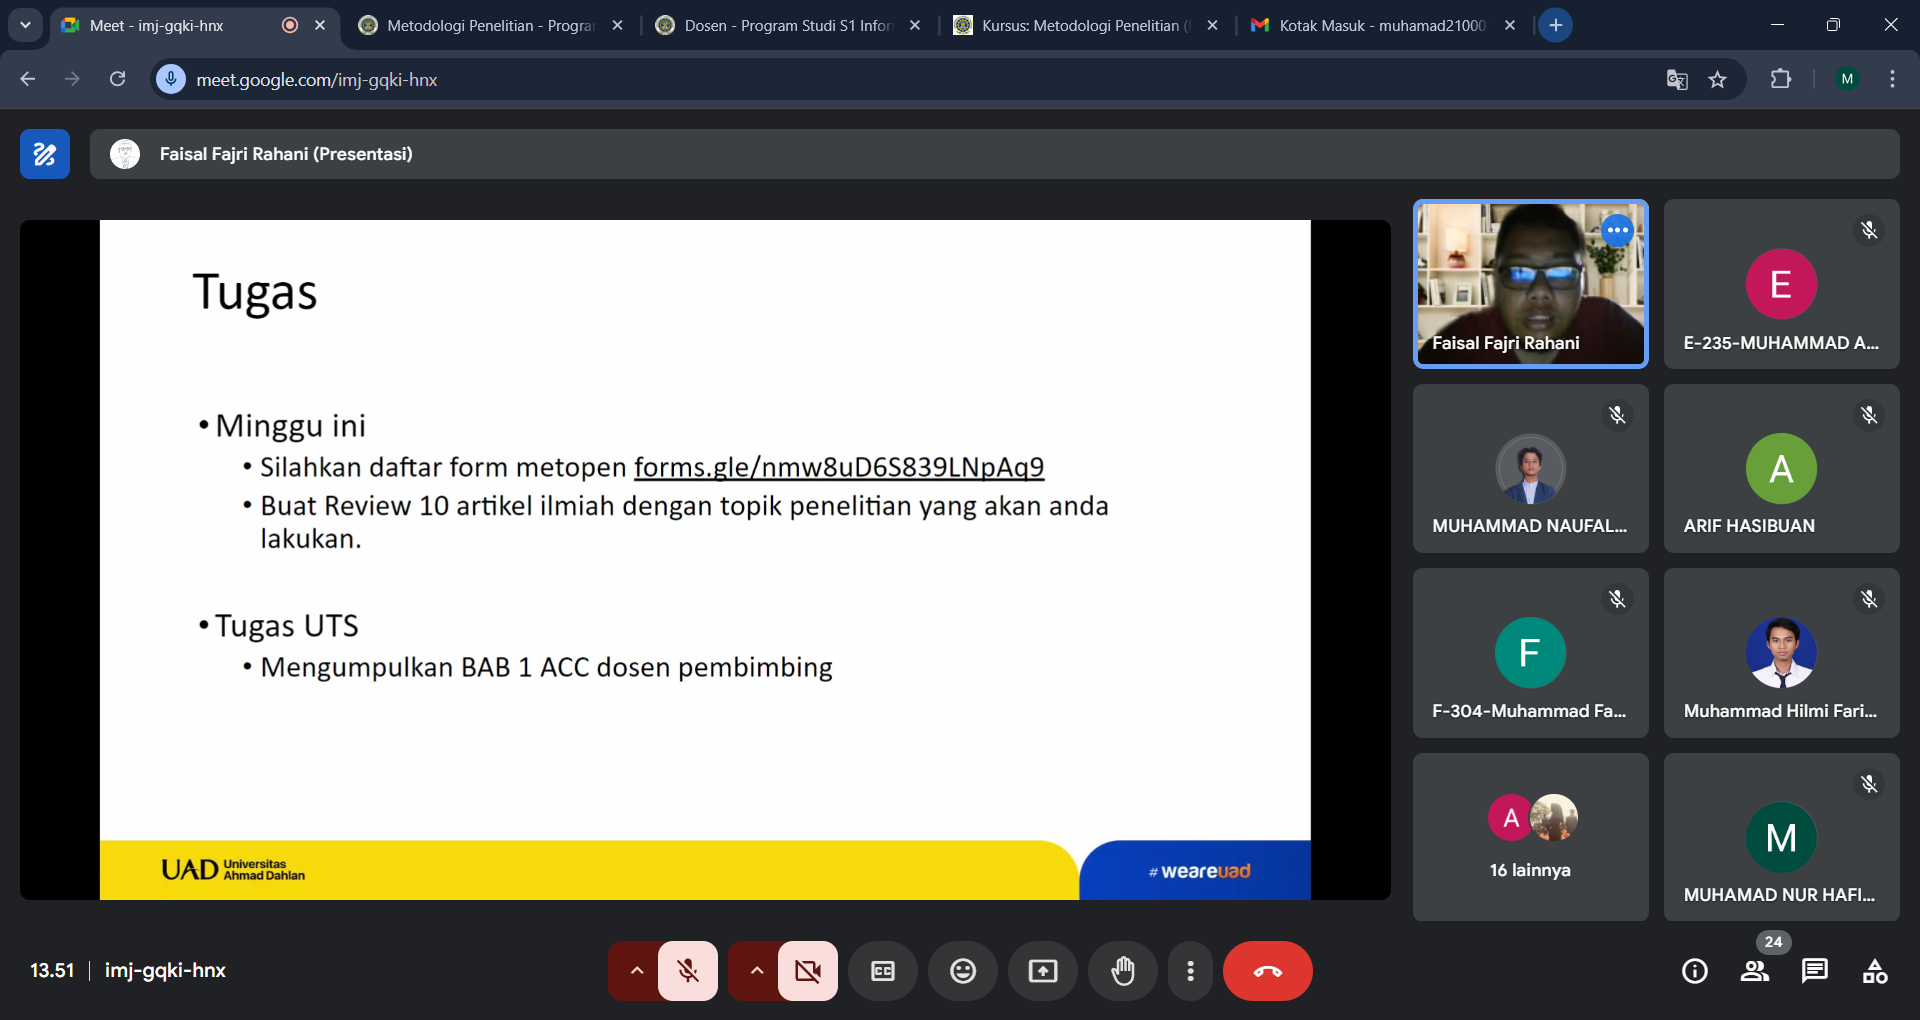 Meet - imj-gqki-hnx
Metodologi Penelitian - Progra
Dosen - Program Studi S1 Infor
Kursus: Metodologi Penelitian (
Kotak Masuk - muhamad21000
meet.google.com/imj-gqki-hnx
M
Faisal Fajri Rahani (Presentasi)
Tugas
• Minggu ini
• Silahkan daftar form metopen forms.gle/nmw8uD6S839LNpAq9
• Buat Review 10 artikel ilmiah dengan topik penelitian yang akan anda
lakukan.
• Tugas UTS
• Mengumpulkan BAB 1 ACC dosen pembimbing
UAD Universitas
Ahmad Dahlan
#weareuad
Faisal Fajri Rahani
E
E-235-MUHAMMAD A...
MUHAMMAD NAUFAL...
A
ARIF HASIBUAN
F
F-304-Muhammad Fa...
Muhammad Hilmi Fari...
A
16 lainnya
M
MUHAMAD NUR HAFI...
13.51
imj-gqki-hnx
CC
24